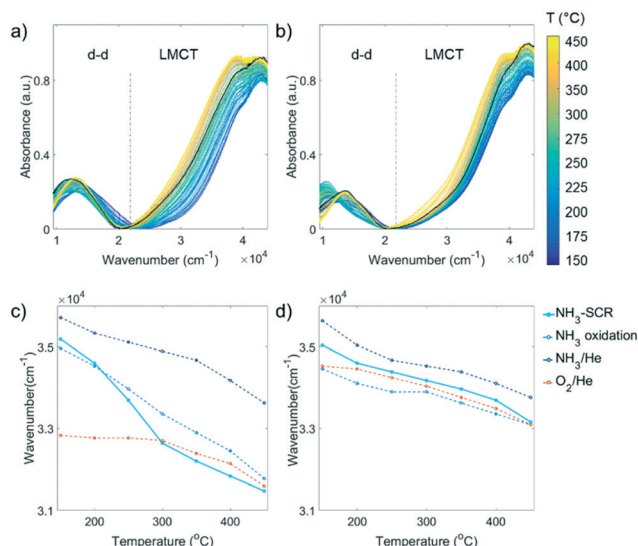 a)
d-d
LMCT
Absorbance (a.u.)
0.8
0.4
0
1
2
3
4
Wavenumber (cm⁻¹)
× 10⁴
b)
d-d
LMCT
Absorbance (a.u.)
0.8
0.4
0
1
2
3
4
Wavenumber (cm⁻¹)
× 10⁴
T (°C)
450
400
350
300
250
225
200
175
150
c)
× 10⁴
3.5
3.3
3.1
Wavenumber(cm⁻¹)
200
300
400
Temperature (°C)
d)
× 10⁴
3.5
3.3
3.1
Wavenumber(cm⁻¹)
200
300
400
Temperature (°C)
NH₃-SCR
NH₃ oxidation
NH₃/He
O₂/He